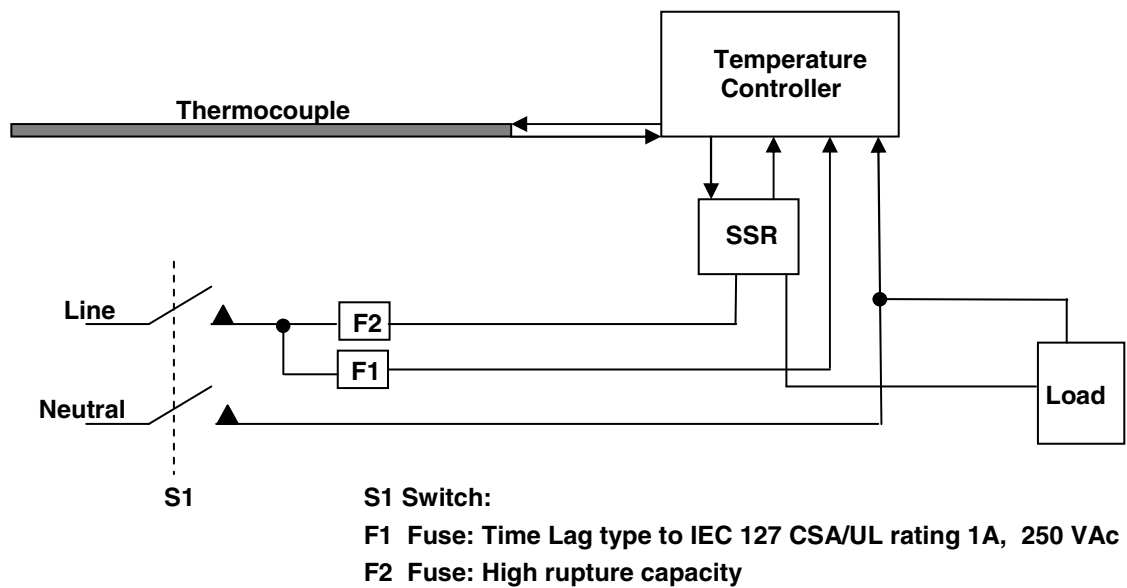 Temperature
Controller
Thermocouple
SSR
Line
F2
F1
Neutral
Load
S1
S1 Switch:
F1 Fuse: Time Lag type to IEC 127 CSA/UL rating 1A, 250 VAc
F2 Fuse: High rupture capacity